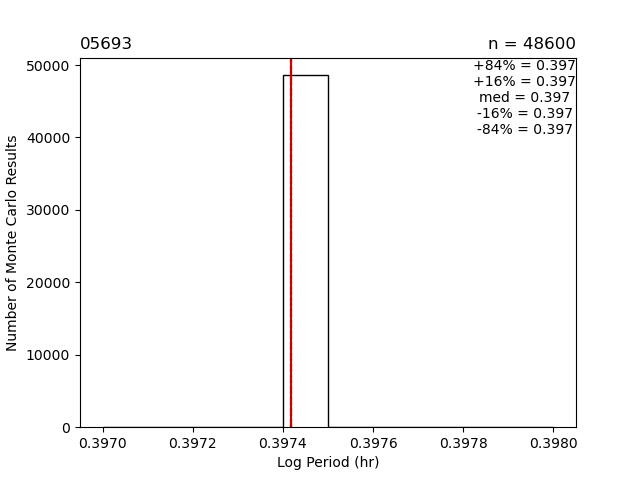 05693
n = 48600
+84% = 0.397
+16% = 0.397
med = 0.397
-16% = 0.397
-84% = 0.397
50000
40000
30000
20000
10000
0
Number of Monte Carlo Results
0.3970 0.3972 0.3974 0.3976 0.3978 0.3980
Log Period (hr)